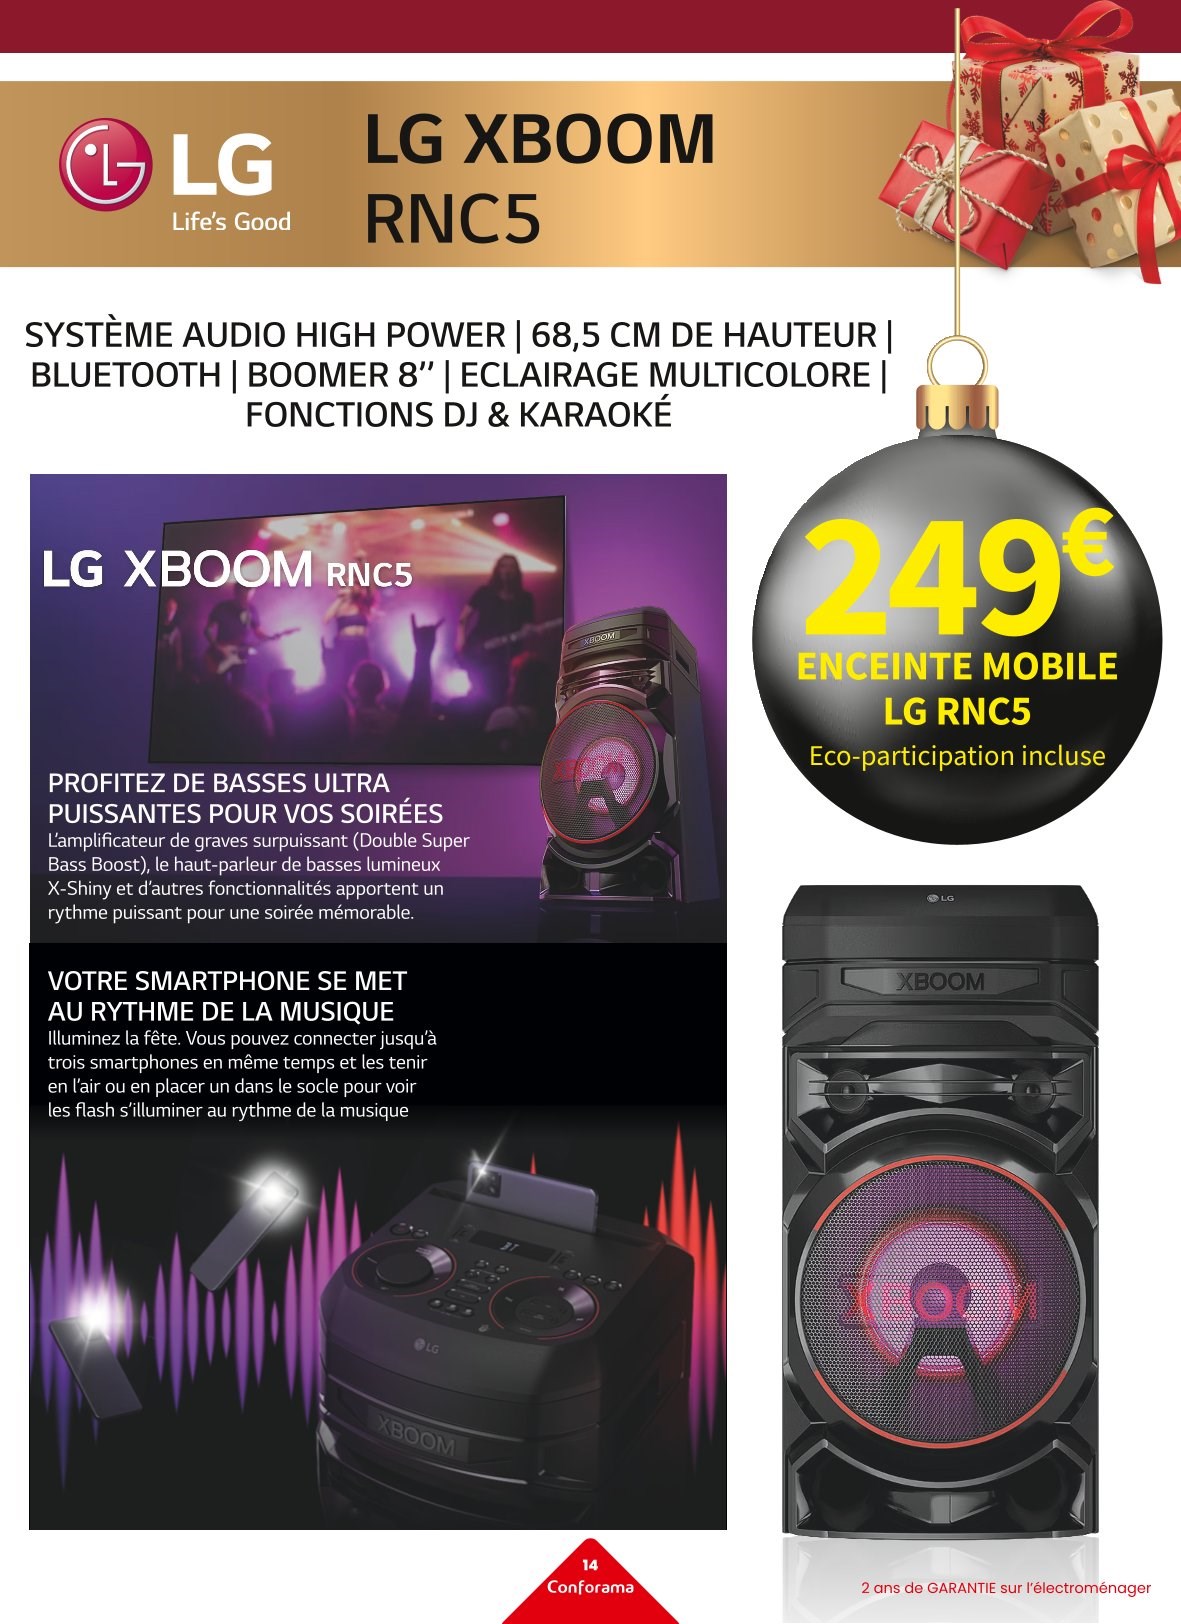 LG
Life's Good
LG XBOOM
RNC5
SYSTÈME AUDIO HIGH POWER | 68,5 CM DE HAUTEUR |
BLUETOOTH | BOOMER 8’’ | ECLAIRAGE MULTICOLORE |
FONCTIONS DJ & KARAOKÉ
LG XBOOM RNC5
XBOOM
PROFITEZ DE BASSES ULTRA
PUISSANTES POUR VOS SOIRÉES
L’amplificateur de graves surpuissant (Double Super
Bass Boost), le haut-parleur de basses lumineux
X-Shiny et d’autres fonctionnalités apportent un
rythme puissant pour une soirée mémorable.
249€
ENCEINTE MOBILE
LG RNC5
Eco-participation incluse
VOTRE SMARTPHONE SE MET
AU RYTHME DE LA MUSIQUE
Illuminez la fête. Vous pouvez connecter jusqu’à
trois smartphones en même temps et les tenir
en l’air ou en placer un dans le socle pour voir
les flash s’illuminer au rythme de la musique
LG
XBOOM
LG
XBOOM
XBOOM
14
Conforama
2 ans de GARANTIE sur l’électroménager